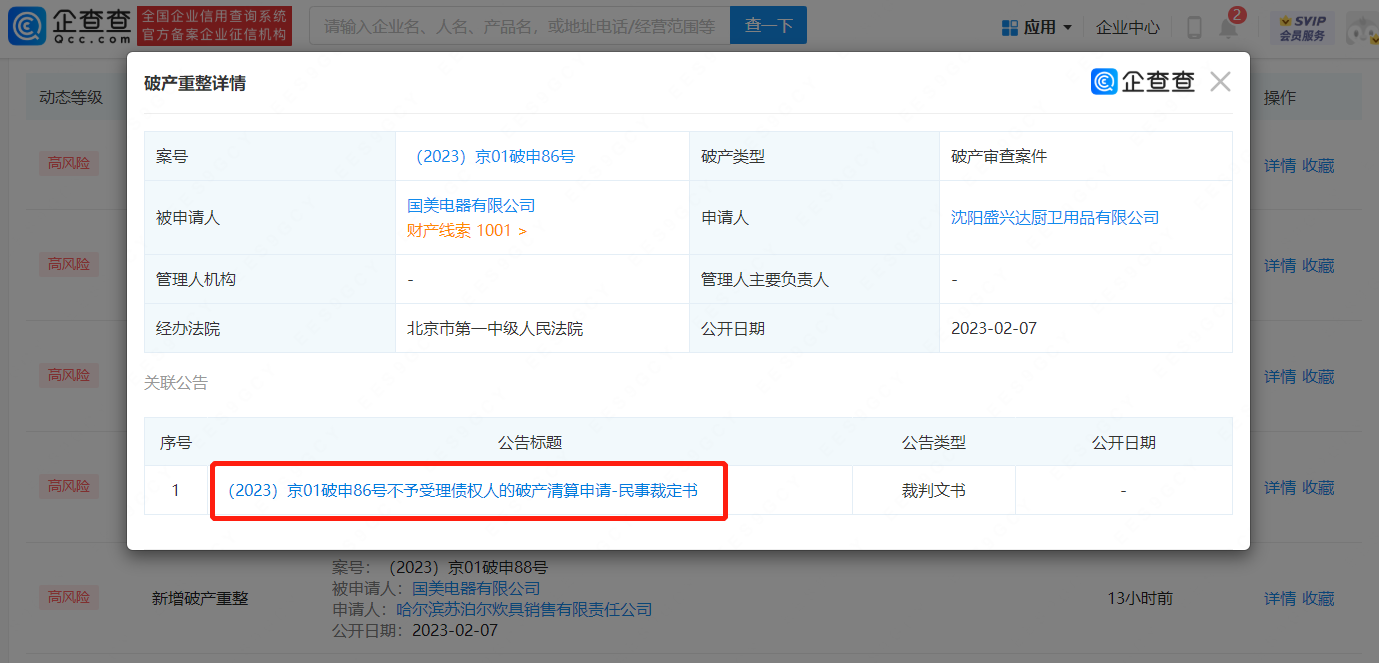 企查查
Qcc.com
全国企业信用查询系统
官方备案企业征信机构
请输入企业名、人名、产品名，或地址电话/经营范围等
查一下
应用
企业中心
2
SVIP
会员服务
动态等级
操作
破产重整详情
企查查
案号
（2023）京01破申86号
破产类型
破产审查案件
被申请人
国美电器有限公司
财产线索 1001 >
申请人
沈阳盛兴达厨卫用品有限公司
管理人机构
-
管理人主要负责人
-
经办法院
北京市第一中级人民法院
公开日期
2023-02-07
关联公告
序号
公告标题
公告类型
公开日期
1
（2023）京01破申86号不予受理债权人的破产清算申请-民事裁定书
裁判文书
-
高风险
详情 收藏
高风险
详情 收藏
高风险
详情 收藏
高风险
详情 收藏
高风险
新增破产重整
案号：（2023）京01破申88号
被申请人：国美电器有限公司
申请人：哈尔滨苏泊尔炊具销售有限责任公司
公开日期：2023-02-07
13小时前
详情 收藏